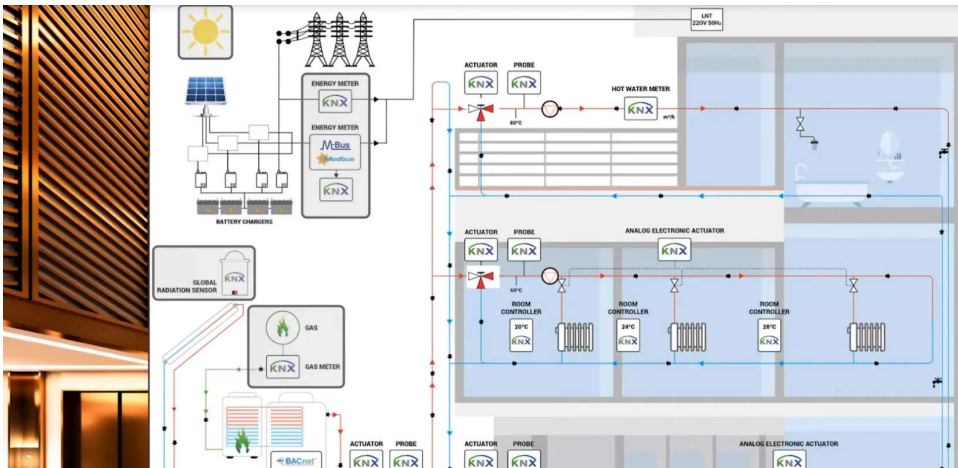 LNT
220V 50Hz
ACTUATOR
PROBE
KNX
KNX
60°C
HOT WATER METER
KNX
m³/h
ENERGY METER
KNX
ENERGY METER
M-Bus
Modbus
KNX
BATTERY CHARGERS
ACTUATOR
PROBE
KNX
KNX
60°C
ANALOG ELECTRONIC ACTUATOR
KNX
ROOM
CONTROLLER
20°C
KNX
ROOM
CONTROLLER
24°C
KNX
ROOM
CONTROLLER
28°C
KNX
GLOBAL
RADIATION SENSOR
KNX
GAS
KNX
GAS METER
BACnet
ACTUATOR
PROBE
KNX
KNX
ACTUATOR
PROBE
KNX
KNX
ANALOG ELECTRONIC ACTUATOR
KNX